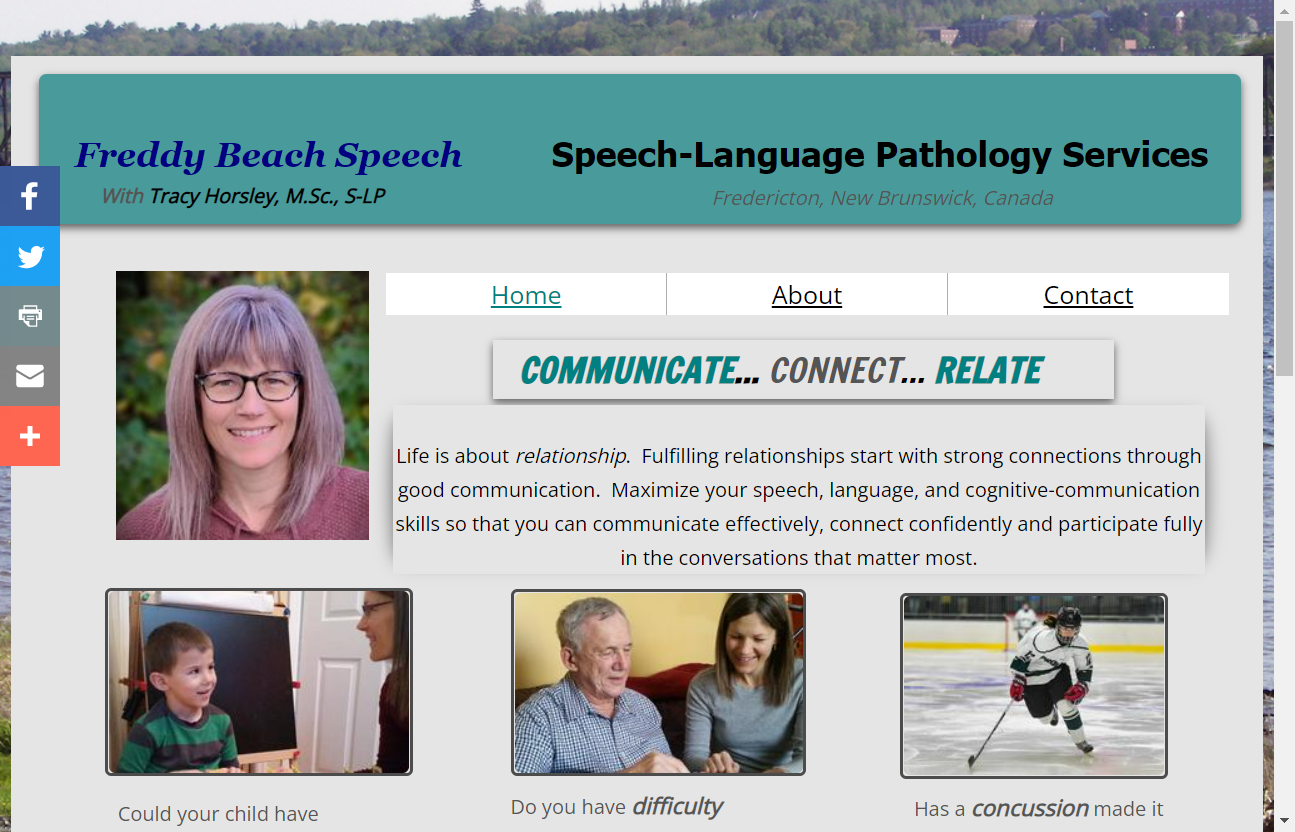 Freddy Beach Speech
With Tracy Horsley, M.Sc., S-LP
Speech-Language Pathology Services
Fredericton, New Brunswick, Canada
Home
About
Contact
COMMUNICATE... CONNECT... RELATE
Life is about relationship.  Fulfilling relationships start with strong connections through
good communication.  Maximize your speech, language, and cognitive-communication
skills so that you can communicate effectively, connect confidently and participate fully
in the conversations that matter most.
Could your child have
Do you have difficulty
Has a concussion made it